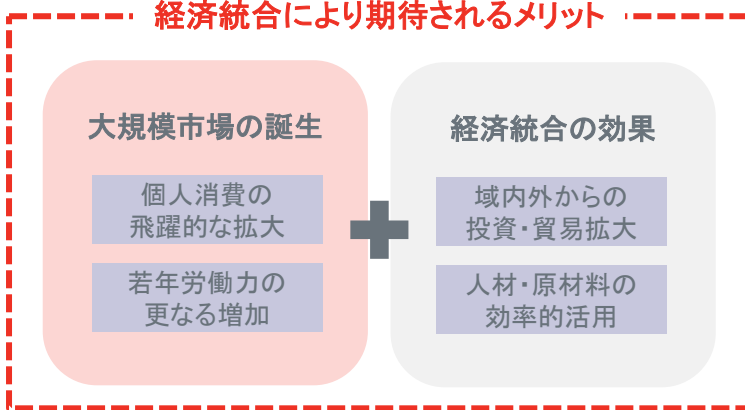 経済統合により期待されるメリット
大規模市場の誕生
個人消費の
飛躍的な拡大
若年労働力の
更なる増加
経済統合の効果
域内外からの
投資・貿易拡大
人材・原材料の
効率的活用